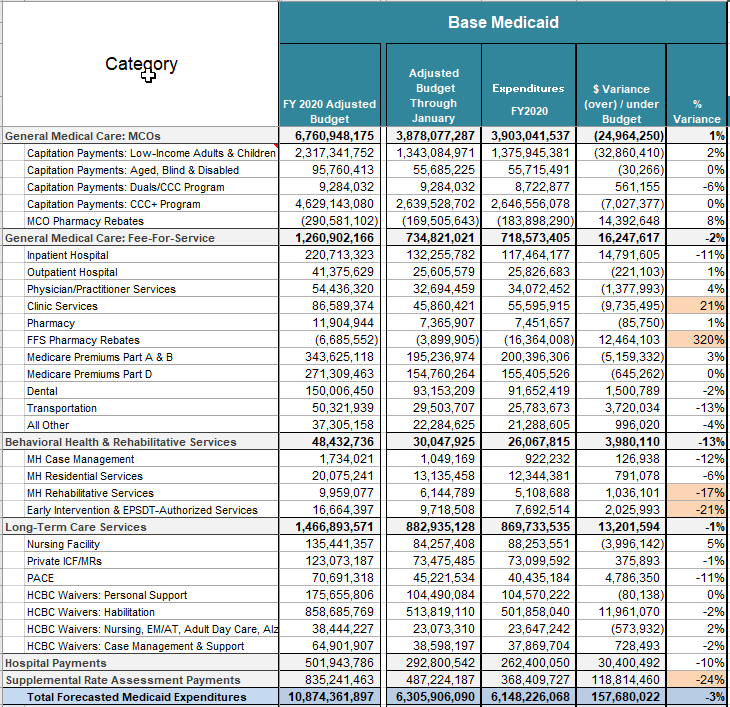 Base Medicaid
Category
FY 2020 Adjusted Budget
Adjusted Budget Through January
Expenditures FY2020
$ Variance (over) / under Budget
% Variance
General Medical Care: MCOs 6,760,948,175 3,878,077,287 3,903,041,537 (24,964,250) 1%
Capitation Payments: Low-Income Adults & Children 2,317,341,752 1,343,084,971 1,375,945,381 (32,860,410) 2%
Capitation Payments: Aged, Blind & Disabled 95,760,413 55,685,225 55,715,491 (30,266) 0%
Capitation Payments: Duals/CCC Program 9,284,032 9,284,032 8,722,877 561,155 -6%
Capitation Payments: CCC+ Program 4,629,143,080 2,639,528,702 2,646,556,078 (7,027,377) 0%
MCO Pharmacy Rebates (290,581,102) (169,505,643) (183,898,290) 14,392,648 8%
General Medical Care: Fee-For-Service 1,260,902,166 734,821,021 718,573,405 16,247,617 -2%
Inpatient Hospital 220,713,323 132,255,782 117,464,177 14,791,605 -11%
Outpatient Hospital 41,375,629 25,605,579 25,826,683 (221,103) 1%
Physician/Practitioner Services 54,436,320 32,694,459 34,072,452 (1,377,993) 4%
Clinic Services 86,589,374 45,860,421 55,595,915 (9,735,495) 21%
Pharmacy 11,904,944 7,365,907 7,451,657 (85,750) 1%
FFS Pharmacy Rebates (6,685,552) (3,899,905) (16,364,008) 12,464,103 320%
Medicare Premiums Part A & B 343,625,118 195,236,974 200,396,306 (5,159,332) 3%
Medicare Premiums Part D 271,309,463 154,760,264 155,405,526 (645,262) 0%
Dental 150,006,450 93,153,209 91,652,419 1,500,789 -2%
Transportation 50,321,939 29,503,707 25,783,673 3,720,034 -13%
All Other 37,305,158 22,284,625 21,288,605 996,020 -4%
Behavioral Health & Rehabilitative Services 48,432,736 30,047,925 26,067,815 3,980,110 -13%
MH Case Management 1,734,021 1,049,169 922,232 126,938 -12%
MH Residential Services 20,075,241 13,135,458 12,344,381 791,078 -6%
MH Rehabilitative Services 9,959,077 6,144,789 5,108,688 1,036,101 -17%
Early Intervention & EPSDT-Authorized Services 16,664,397 9,718,508 7,692,514 2,025,993 -21%
Long-Term Care Services 1,466,893,571 882,935,128 869,733,535 13,201,594 -1%
Nursing Facility 135,441,357 84,257,408 88,253,551 (3,996,142) 5%
Private ICF/MRs 123,073,187 73,475,485 73,099,592 375,893 -1%
PACE 70,691,318 45,221,534 40,435,184 4,786,350 -11%
HCBC Waivers: Personal Support 175,655,806 104,490,084 104,570,222 (80,138) 0%
HCBC Waivers: Habilitation 858,685,769 513,819,110 501,858,040 11,961,070 -2%
HCBC Waivers: Nursing, EM/AT, Adult Day Care, Alz 38,444,227 23,073,310 23,647,242 (573,932) 2%
HCBC Waivers: Case Management & Support 64,901,907 38,598,197 37,869,704 728,493 -2%
Hospital Payments 501,943,786 292,800,542 262,400,050 30,400,492 -10%
Supplemental Rate Assessment Payments 835,241,463 487,224,187 368,409,727 118,814,460 -24%
Total Forecasted Medicaid Expenditures 10,874,361,897 6,305,906,090 6,148,226,068 157,680,022 -3%